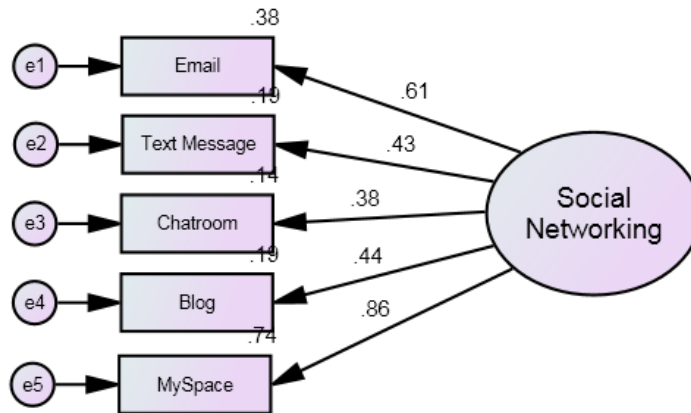 .38
e1
Email
.61
.19
e2
Text Message
.43
.14
e3
Chatroom
.38
Social
Networking
.19
e4
Blog
.44
.74
e5
MySpace
.86